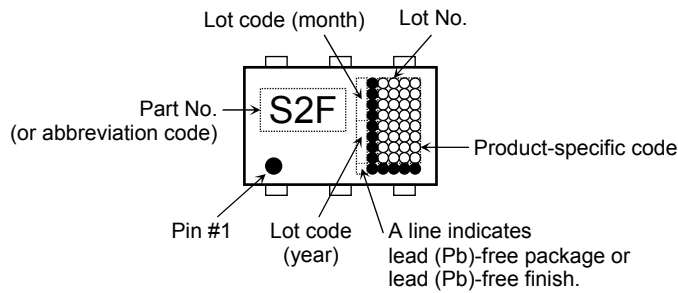 Lot code (month)
Lot No.
Part No.
(or abbreviation code)
S2F
Product-specific code
Pin #1
Lot code
(year)
A line indicates
lead (Pb)-free package or
lead (Pb)-free finish.